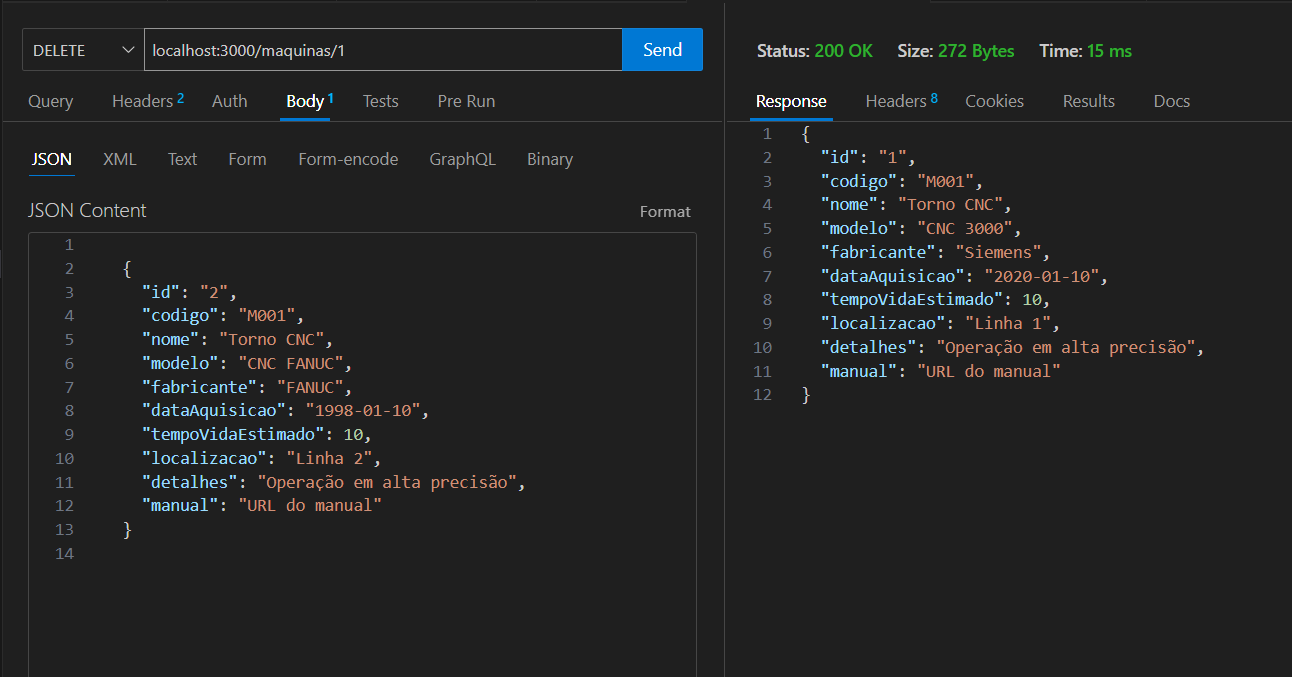 DELETE localhost:3000/maquinas/1 Send
Query Headers 2 Auth Body 1 Tests Pre Run
JSON XML Text Form Form-encode GraphQL Binary
JSON Content Format
1
2 {
3 "id": "2",
4 "codigo": "M001",
5 "nome": "Torno CNC",
6 "modelo": "CNC FANUC",
7 "fabricante": "FANUC",
8 "dataAquisicao": "1998-01-10",
9 "tempoVidaEstimado": 10,
10 "localizacao": "Linha 2",
11 "detalhes": "Operação em alta precisão",
12 "manual": "URL do manual"
13 }
14
Status: 200 OK Size: 272 Bytes Time: 15 ms
Response Headers 8 Cookies Results Docs
1 {
2 "id": "1",
3 "codigo": "M001",
4 "nome": "Torno CNC",
5 "modelo": "CNC 3000",
6 "fabricante": "Siemens",
7 "dataAquisicao": "2020-01-10",
8 "tempoVidaEstimado": 10,
9 "localizacao": "Linha 1",
10 "detalhes": "Operação em alta precisão",
11 "manual": "URL do manual"
12 }